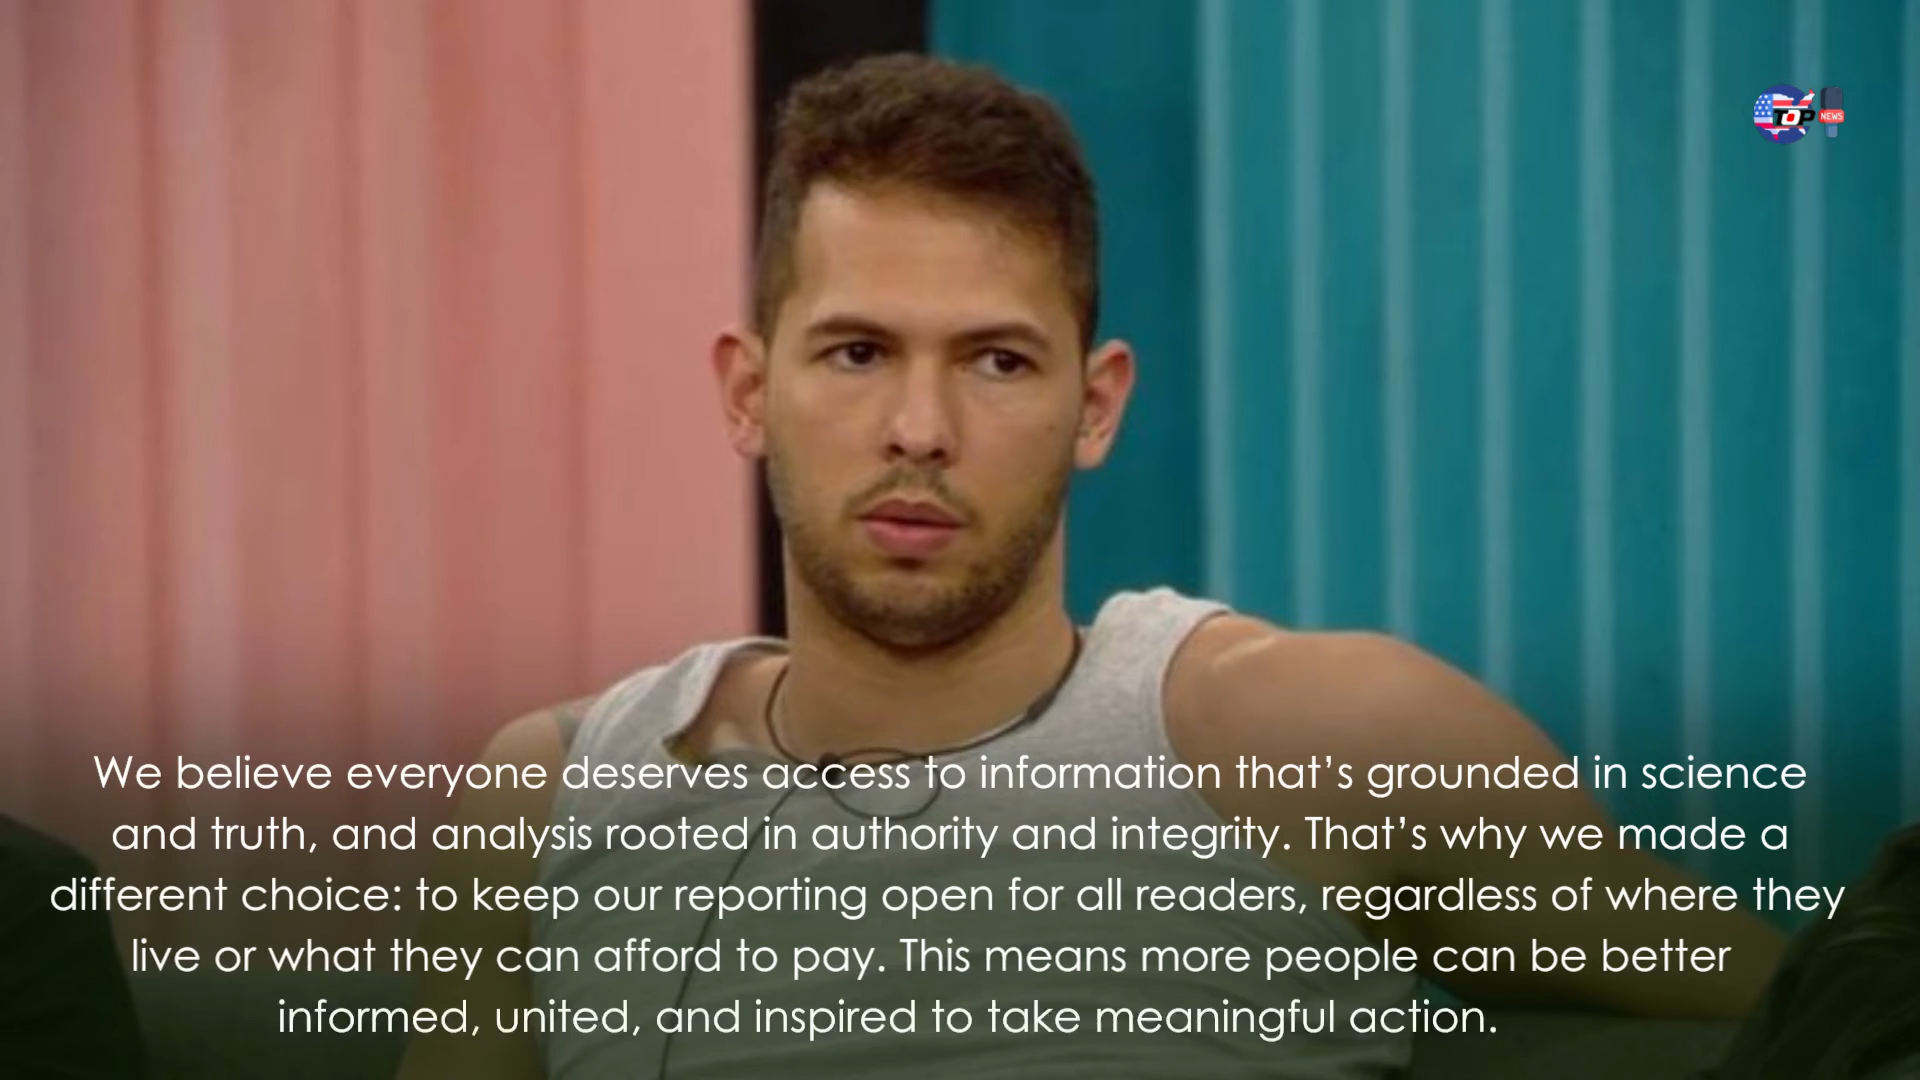 TOP
NEWS
We believe everyone deserves access to information that’s grounded in science
and truth, and analysis rooted in authority and integrity. That’s why we made a
different choice: to keep our reporting open for all readers, regardless of where they
live or what they can afford to pay. This means more people can be better
informed, united, and inspired to take meaningful action.